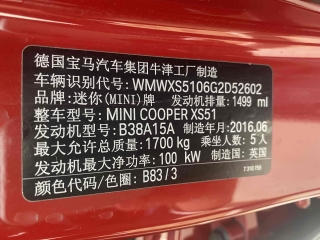 德国宝马汽车集团牛津工厂制造
车辆识别代号:WMWXS5106G2D52602
品牌:迷你(MINI)牌 发动机排量:1499 ml
整车型号:MINI COOPER XS51
发动机型号:B38A15A 制造年月:2016.06
最大允许总质量:1700 kg 乘坐人数:5 人
发动机最大净功率:100 kW 制造国:英国
颜色代码/色圈:B83/3